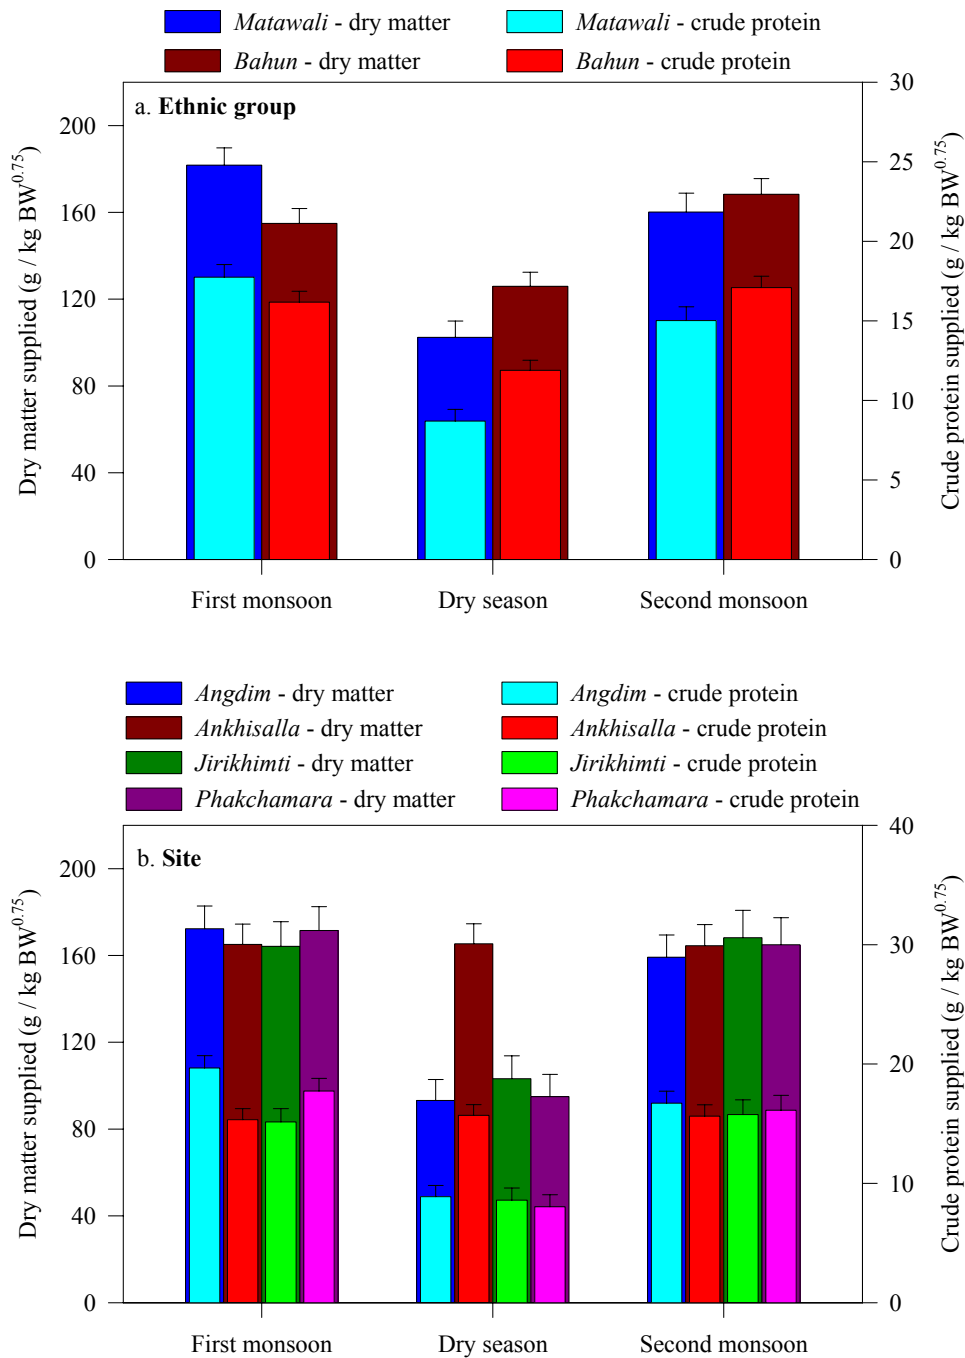 Matawali - dry matter
Matawali - crude protein
Bahun - dry matter
Bahun - crude protein
a. Ethnic group
Dry matter supplied (g / kg BW0.75)
200
160
120
80
40
0
Crude protein supplied (g / kg BW0.75)
30
25
20
15
10
5
0
First monsoon
Dry season
Second monsoon
Angdim - dry matter
Angdim - crude protein
Ankhisalla - dry matter
Ankhisalla - crude protein
Jirikhimti - dry matter
Jirikhimti - crude protein
Phakchamara - dry matter
Phakchamara - crude protein
b. Site
Dry matter supplied (g / kg BW0.75)
200
160
120
80
40
0
Crude protein supplied (g / kg BW0.75)
40
30
20
10
0
First monsoon
Dry season
Second monsoon